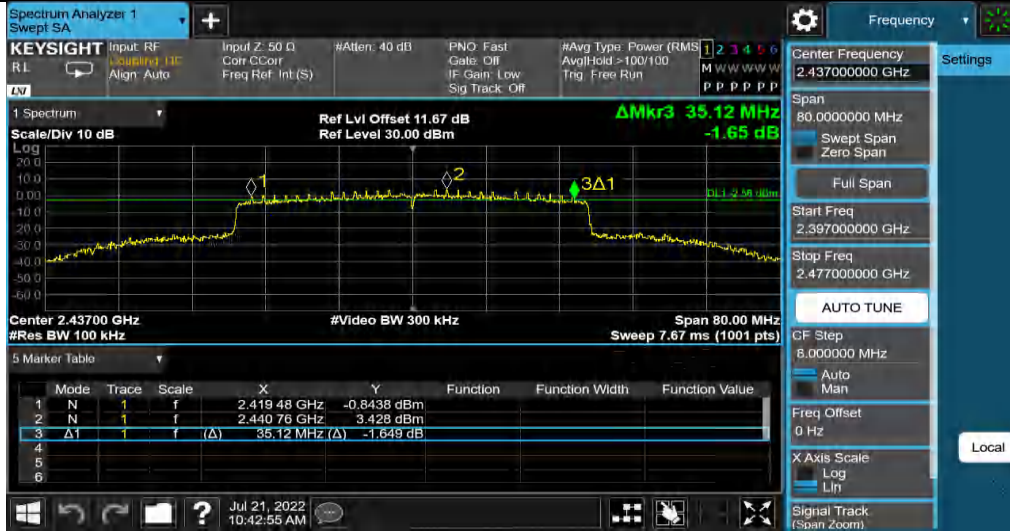 Spectrum Analyzer 1
Swept SA
+
Frequency
KEYSIGHT
RL
LXI
Input: RF
Coupling: DC
Align: Auto
Input Z: 50 Ω
Corr CCorr
Freq Ref: Int (S)
#Atten: 40 dB
PNO: Fast
Gate: Off
IF Gain: Low
Sig Track: Off
#Avg Type: Power (RMS
Avg|Hold >100/100
Trig: Free Run
1 2 3 4 5 6
M W W W W W
P P P P P P
1 Spectrum
Scale/Div 10 dB
Log
Ref Lvl Offset 11.67 dB
Ref Level 30.00 dBm
ΔMkr3 35.12 MHz
-1.65 dB
20.0
10.0
0.00
-10.0
-20.0
-30.0
-40.0
-50.0
-60.0
1
2
3Δ1
DL1 -2.58 dBm
Center 2.43700 GHz
#Res BW 100 kHz
#Video BW 300 kHz
Span 80.00 MHz
Sweep 7.67 ms (1001 pts)
5 Marker Table
Mode Trace Scale X Y Function Function Width Function Value
1 N 1 f 2.419 48 GHz -0.8438 dBm
2 N 1 f 2.440 76 GHz 3.428 dBm
3 Δ1 1 f (Δ) 35.12 MHz (Δ) -1.649 dB
4
5
6
?
Jul 21, 2022
10:42:55 AM
Center Frequency
2.437000000 GHz
Settings
Span
80.0000000 MHz
Swept Span
Zero Span
Full Span
Start Freq
2.397000000 GHz
Stop Freq
2.477000000 GHz
AUTO TUNE
CF Step
8.000000 MHz
Auto
Man
Freq Offset
0 Hz
Local
X Axis Scale
Log
Lin
Signal Track
(Span Zoom)